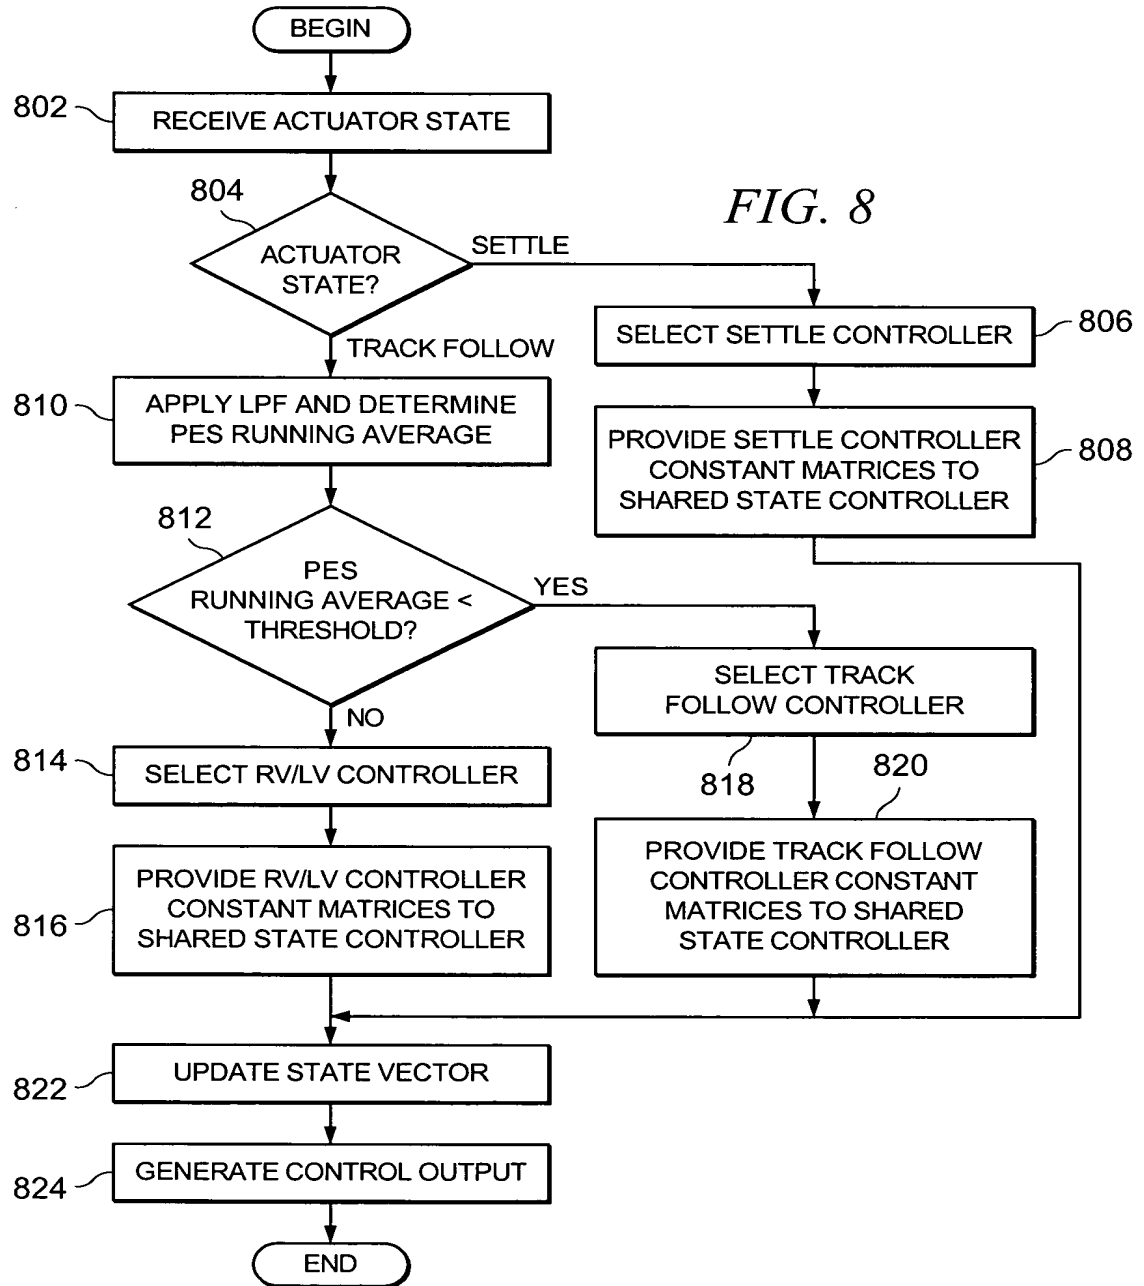 BEGIN
802
RECEIVE ACTUATOR STATE
804
FIG. 8
ACTUATOR
STATE?
SETTLE
806
SELECT SETTLE CONTROLLER
TRACK FOLLOW
810
APPLY LPF AND DETERMINE
PES RUNNING AVERAGE
808
PROVIDE SETTLE CONTROLLER
CONSTANT MATRICES TO
SHARED STATE CONTROLLER
812
PES
RUNNING AVERAGE <
THRESHOLD?
YES
SELECT TRACK
FOLLOW CONTROLLER
818
NO
814
SELECT RV/LV CONTROLLER
820
PROVIDE TRACK FOLLOW
CONTROLLER CONSTANT
MATRICES TO SHARED
STATE CONTROLLER
816
PROVIDE RV/LV CONTROLLER
CONSTANT MATRICES TO
SHARED STATE CONTROLLER
822
UPDATE STATE VECTOR
824
GENERATE CONTROL OUTPUT
END